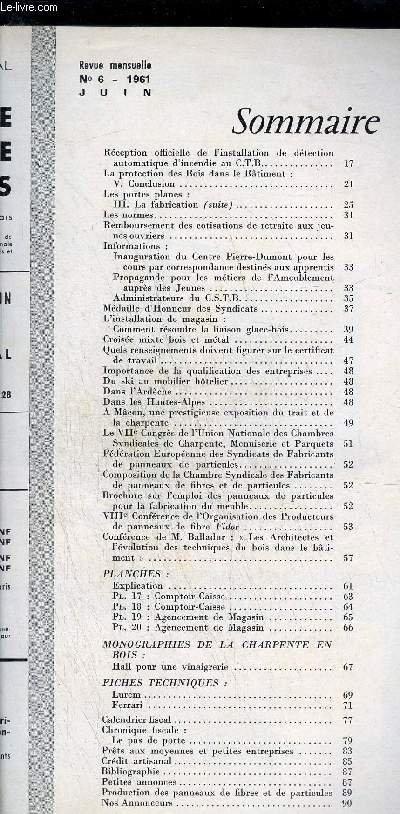 Revue mensuelle
N° 6 - 1961
JUIN
Sommaire
Réception officielle de l'installation de détection
automatique d'incendie au C.T.B. 17
La protection des Bois dans le Bâtiment :
V. Conclusion 21
Les portes planes :
III. La fabrication (suite) 25
Les normes 31
Remboursement des cotisations de retraite aux jeu-
nes ouvriers 31
Informations :
Inauguration du Centre Pierre-Dumont pour les
cours par correspondance destinés aux apprentis 33
Propagande pour les métiers de l'Ameublement
auprès des Jeunes 33
Administrateurs du C.S.T.B. 35
Médaille d'Honneur des Syndicats 37
L'installation de magasin :
Comment résoudre la liaison glace-bois 39
Croisée mixte bois et métal 44
Quels renseignements doivent figurer sur le certificat
de travail 47
Importance de la qualification des entreprises 48
Du ski au mobilier hôtelier 48
Dans l'Ardèche 48
Dans les Hautes-Alpes 48
A Mâcon, une prestigieuse exposition du trait et de
la charpente 49
Le VIIe Congrès de l'Union Nationale des Chambres
Syndicales de Charpente, Menuiserie et Parquets 51
Fédération Européenne des Syndicats de Fabricants
de panneaux de particules 52
Composition de la Chambre Syndicale des Fabricants
de panneaux de fibres et de particules 52
Brochure sur l'emploi des panneaux de particules
pour la fabrication du meuble 52
VIIIe Conférence de l'Organisation des Producteurs
de panneaux de fibre Fidor 53
Conférence de M. Balladur : « Les Architectes et
l'évolution des techniques du bois dans le bâti-
ment » 57
PLANCHES :
Explication 61
PL. 17 : Comptoir-Caisse 63
PL. 18 : Comptoir-Caisse 64
PL. 19 : Agencement de Magasin 65
PL. 20 : Agencement de Magasin 66
MONOGRAPHIES DE LA CHARPENTE EN
BOIS :
Hall pour une vinaigrerie 67
FICHES TECHNIQUES :
Lurem 69
Ferrari 71
Calendrier fiscal 77
Chronique fiscale :
Le pas de porte 79
Prêts aux moyennes et petites entreprises 83
Crédit artisanal 85
Bibliographie 87
Petites annonces 87
Production des panneaux de fibres et de particules 89
Nos Annonceurs 90